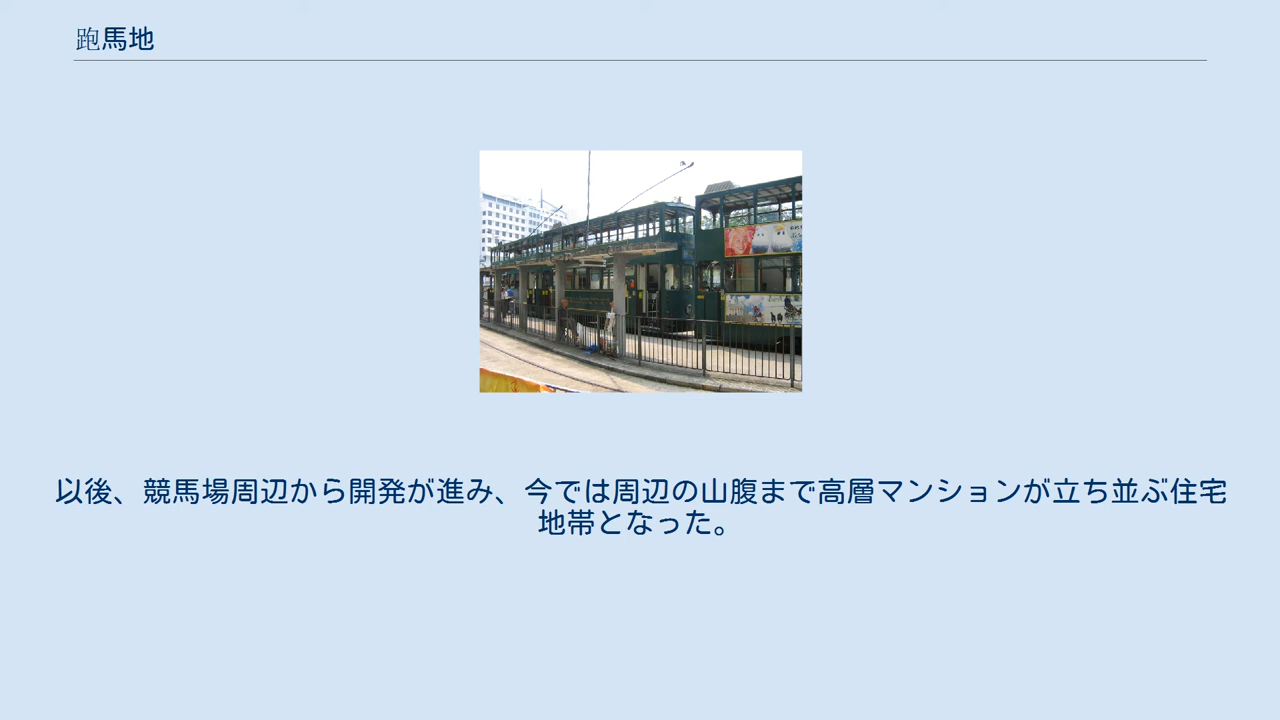 跑馬地
以後、競馬場周辺から開発が進み、今では周辺の山腹まで高層マンションが立ち並ぶ住宅
地帯となった。